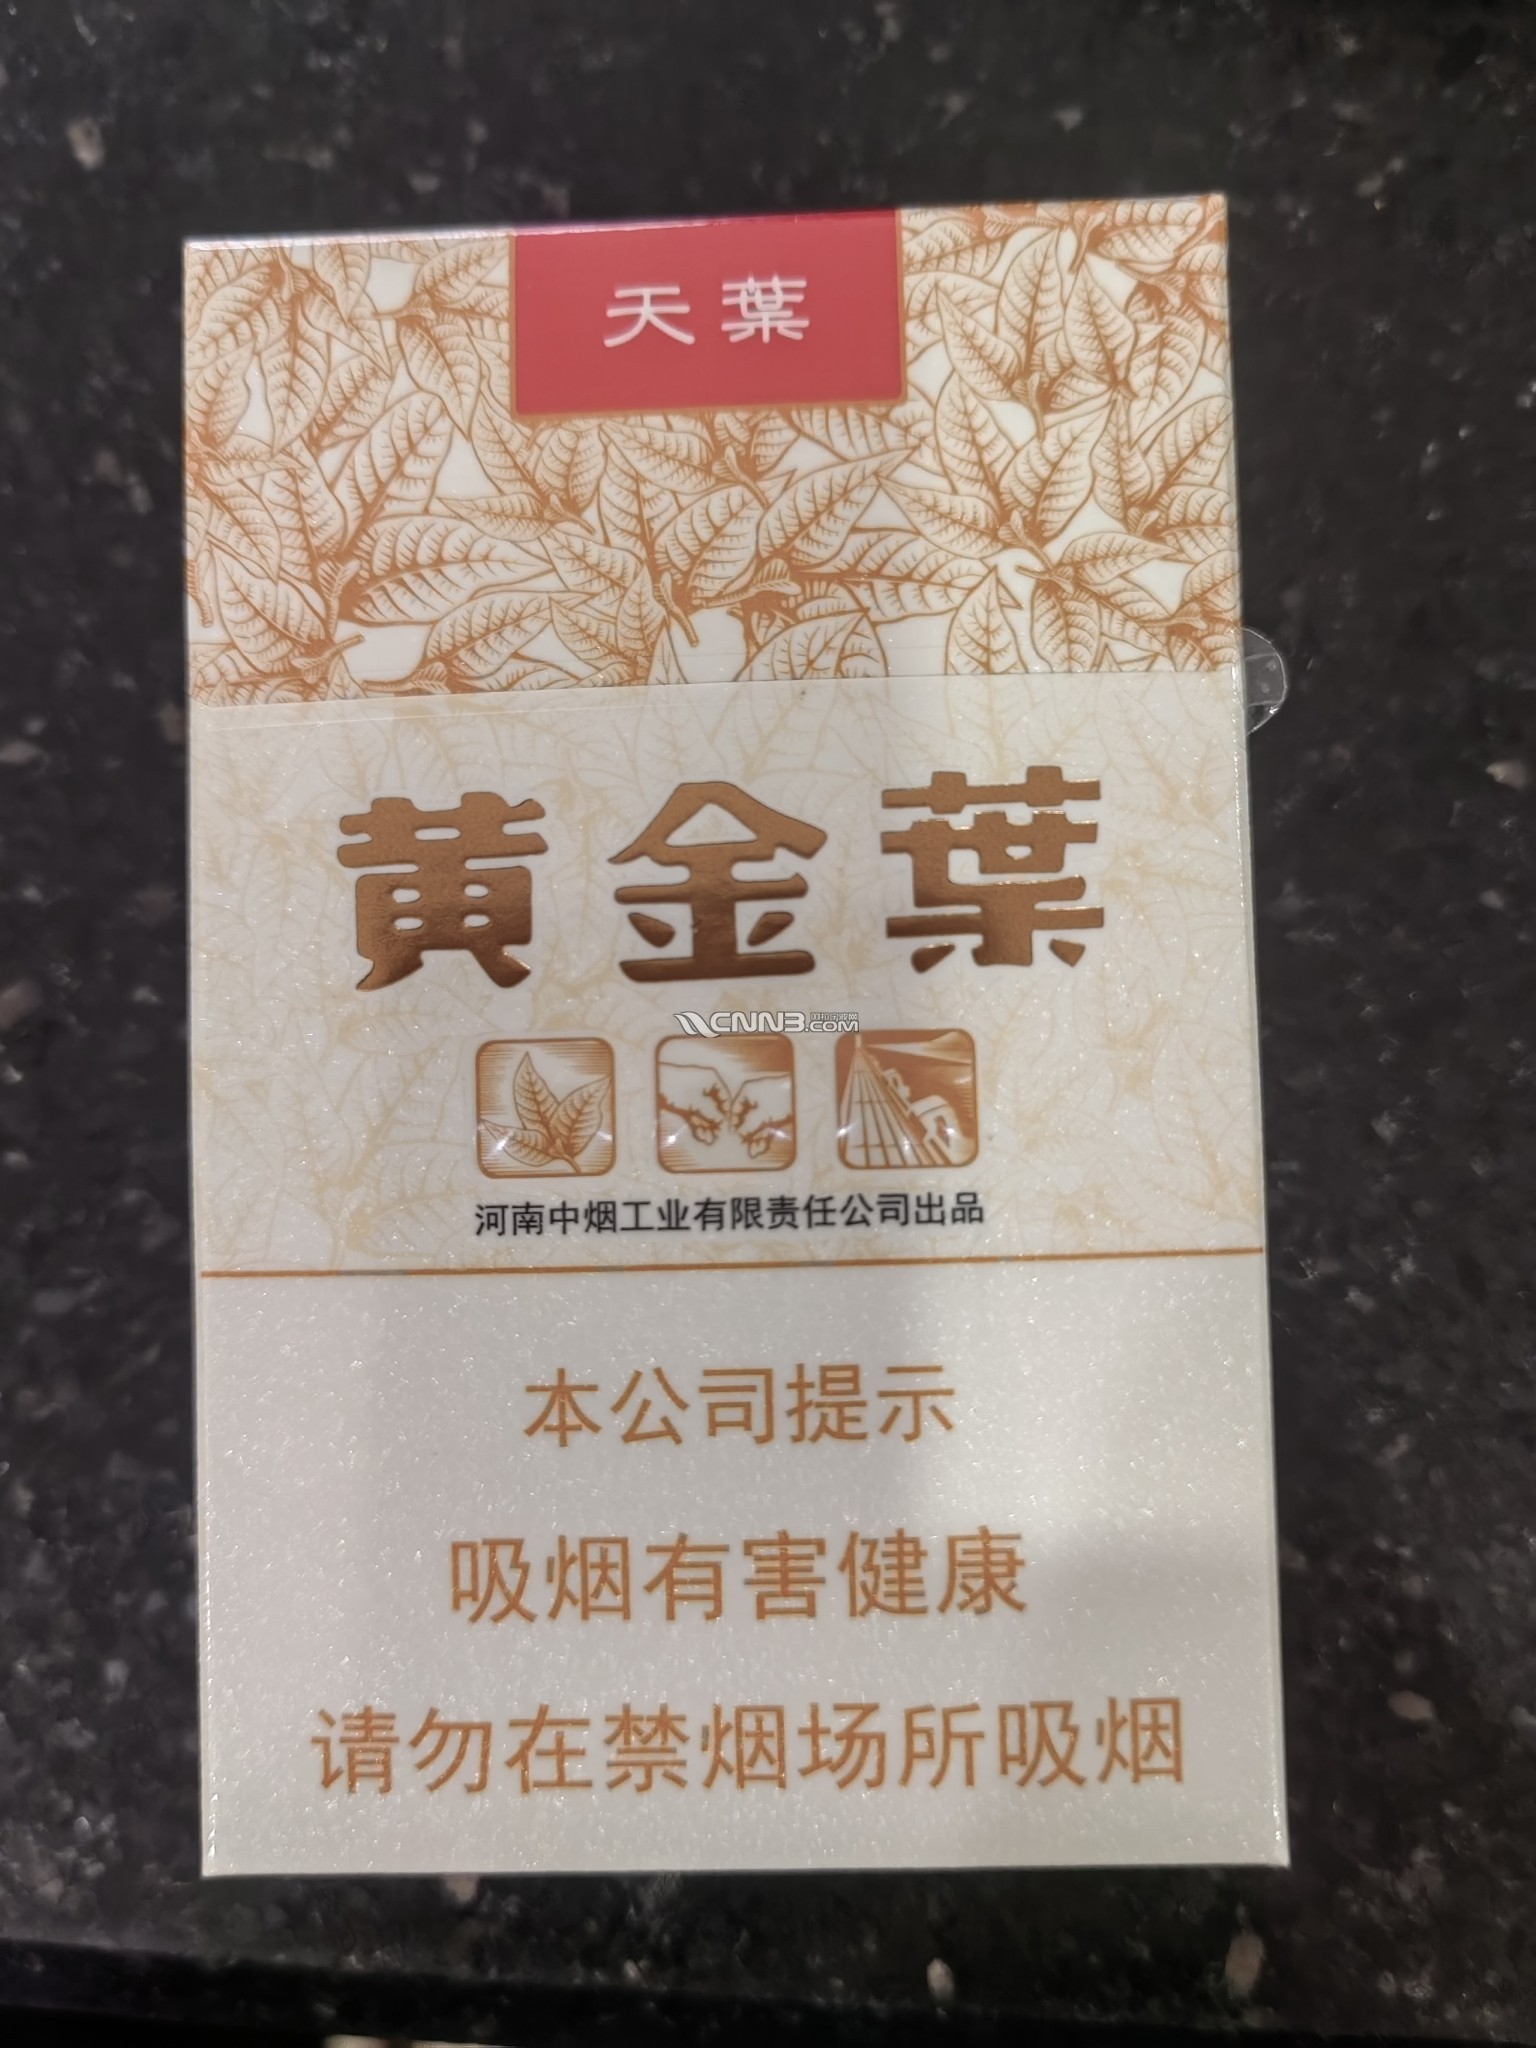 天葉
黄金葉
CNN3.COM
河南中烟工业有限责任公司出品
本公司提示
吸烟有害健康
请勿在禁烟场所吸烟